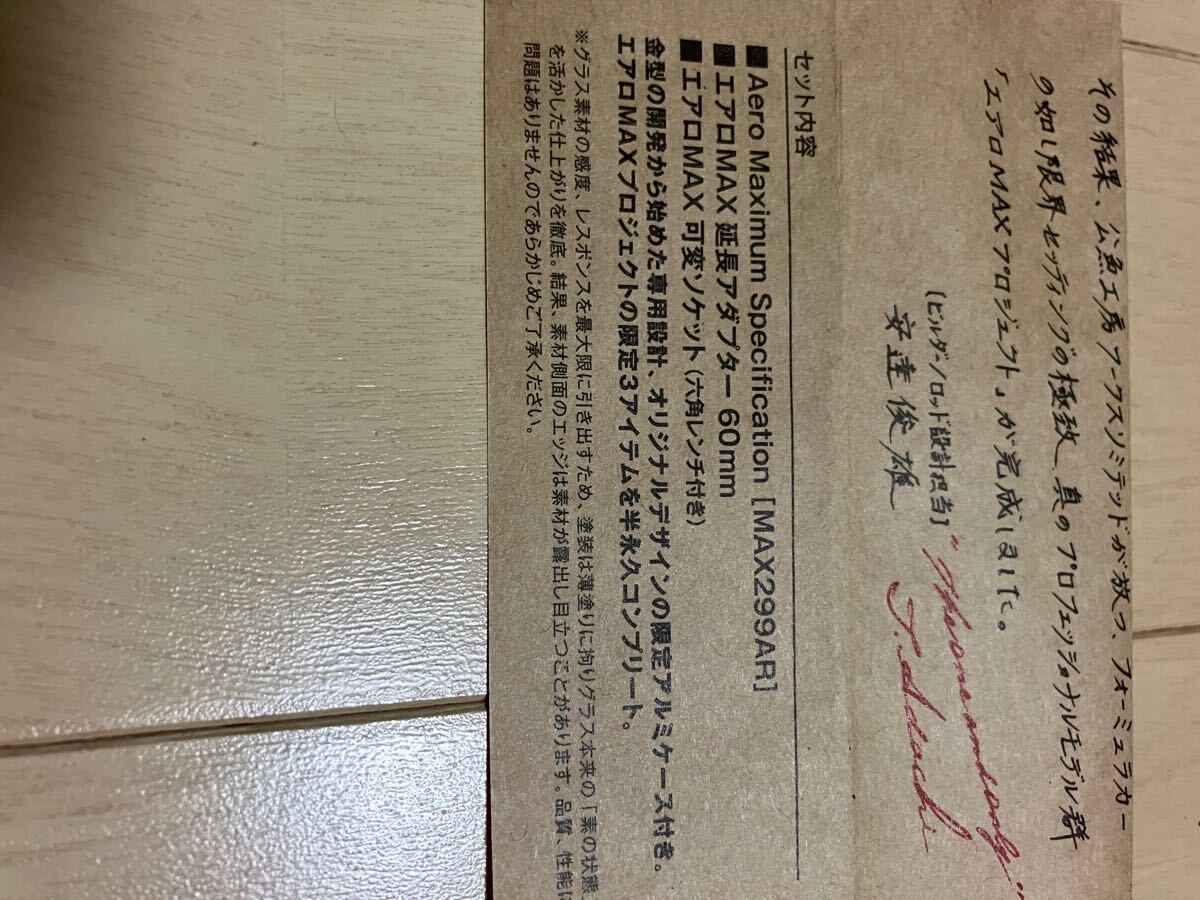 その結果、公魚工房ワークスリミテッドが放つ、フォーミュラカー
の如し限界セッティングの極致、真のプロフェッショナルモデル群
「エアロMAXプロジェクト」が完成しました。
[ビルダー/ロッド設計担当]
安達俊雄
T.Adachi
セット内容
■ Aero Maximum Specification [MAX299AR]
■ エアロMAX 延長アダプター 60mm
■ エアロMAX 可変ソケット(六角レンチ付き)
金型の開発から始めた専用設計、オリジナルデザインの限定アルミケース付き。
エアロMAXプロジェクトの限定3アイテムを半永久コンプリート。
※グラス素材の感度、レスポンスを最大限に引き出すため、塗装は薄塗りに拘りグラス本来の「素の状態」
を活かした仕上がりを徹底。結果、素材側面のエッジは素材が露出し目立つことがあります。品質、性能に
問題はありませんのであらかじめご了承ください。